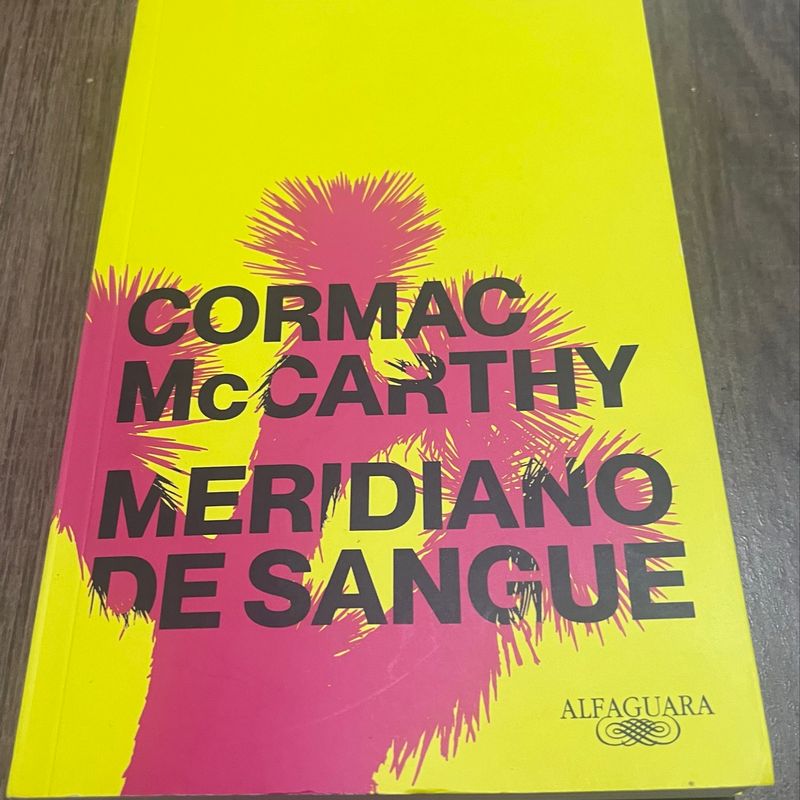 CORMAC
McCARTHY
MERIDIANO
DE SANGUE
ALFAGUARA